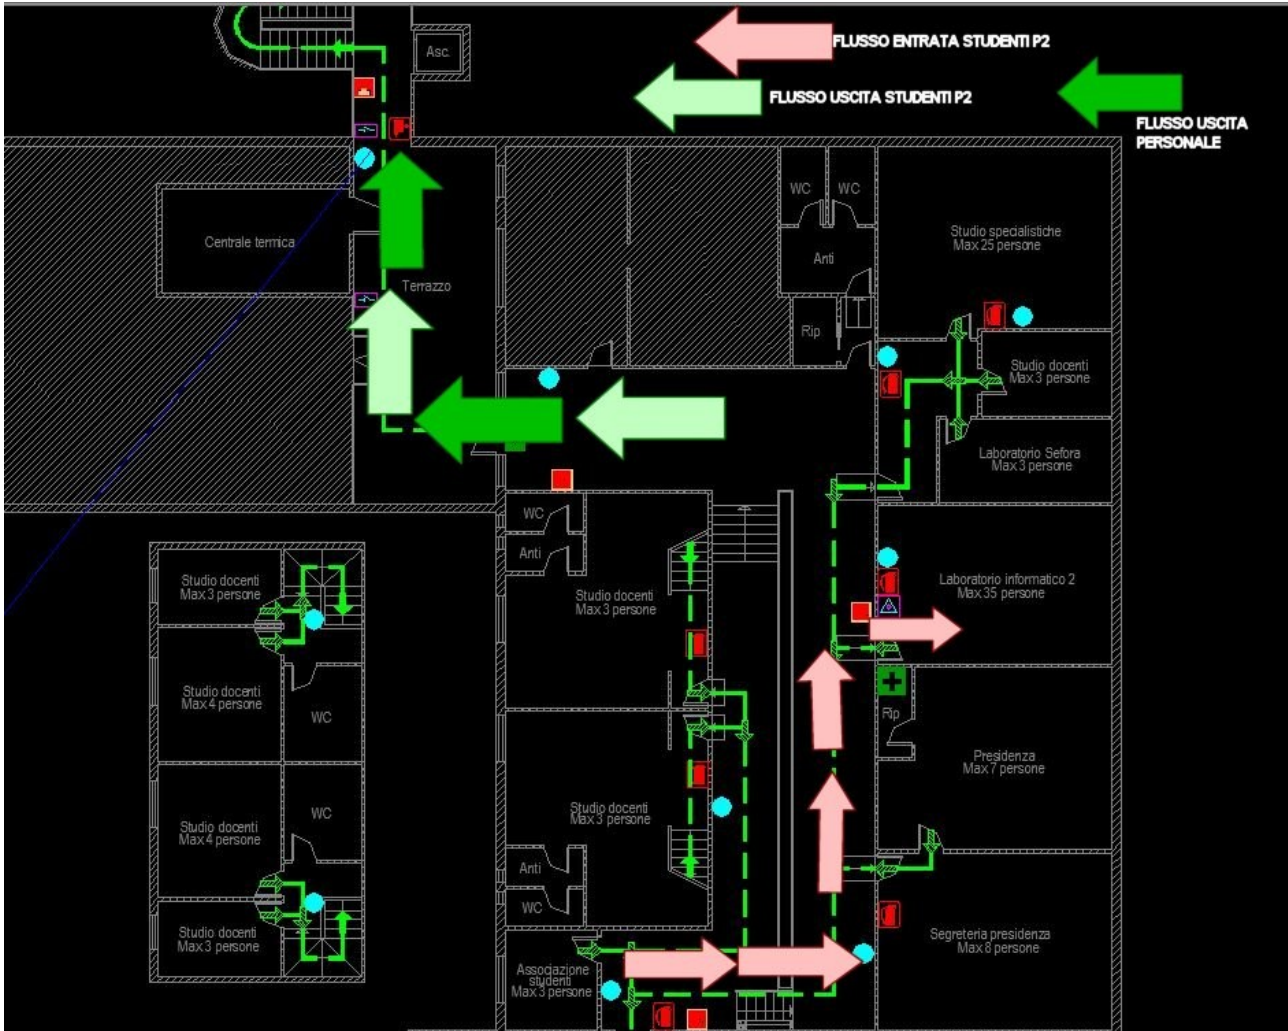 Asc.
FLUSSO ENTRATA STUDENTI P2
FLUSSO USCITA STUDENTI P2
FLUSSO USCITA
PERSONALE
WC
WC
Centrale termica
Studio specialistiche
Max 25 persone
Anti
Terrazzo
Rip
Studio docenti
Max 3 persone
Laboratorio Sefora
Max 3 persone
WC
Anti
Studio docenti
Max 3 persone
Studio docenti
Max 3 persone
Laboratorio informatico 2
Max 35 persone
Studio docenti
Max 4 persone
WC
Rip
Presidenza
Max 7 persone
Studio docenti
Max 4 persone
WC
Studio docenti
Max 3 persone
Anti
WC
Studio docenti
Max 3 persone
Segreteria presidenza
Max 8 persone
Associazione
studenti
Max 3 persone